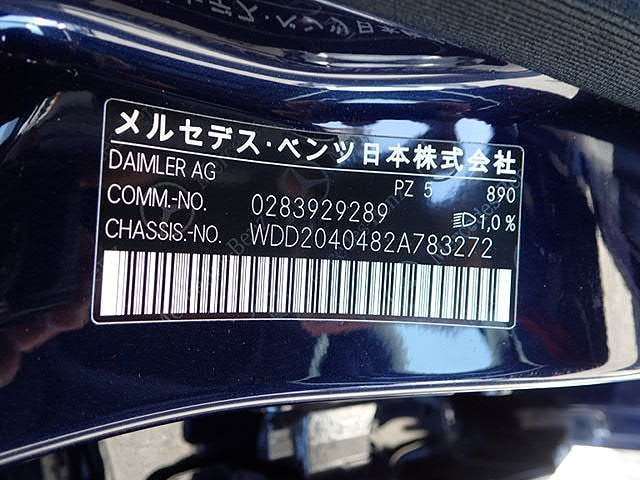 メルセデス・ベンツ日本株式会社
DAIMLER AG
PZ 5 890
COMM.-NO. 0283929289
1,0%
CHASSIS.-NO. WDD2040482A783272